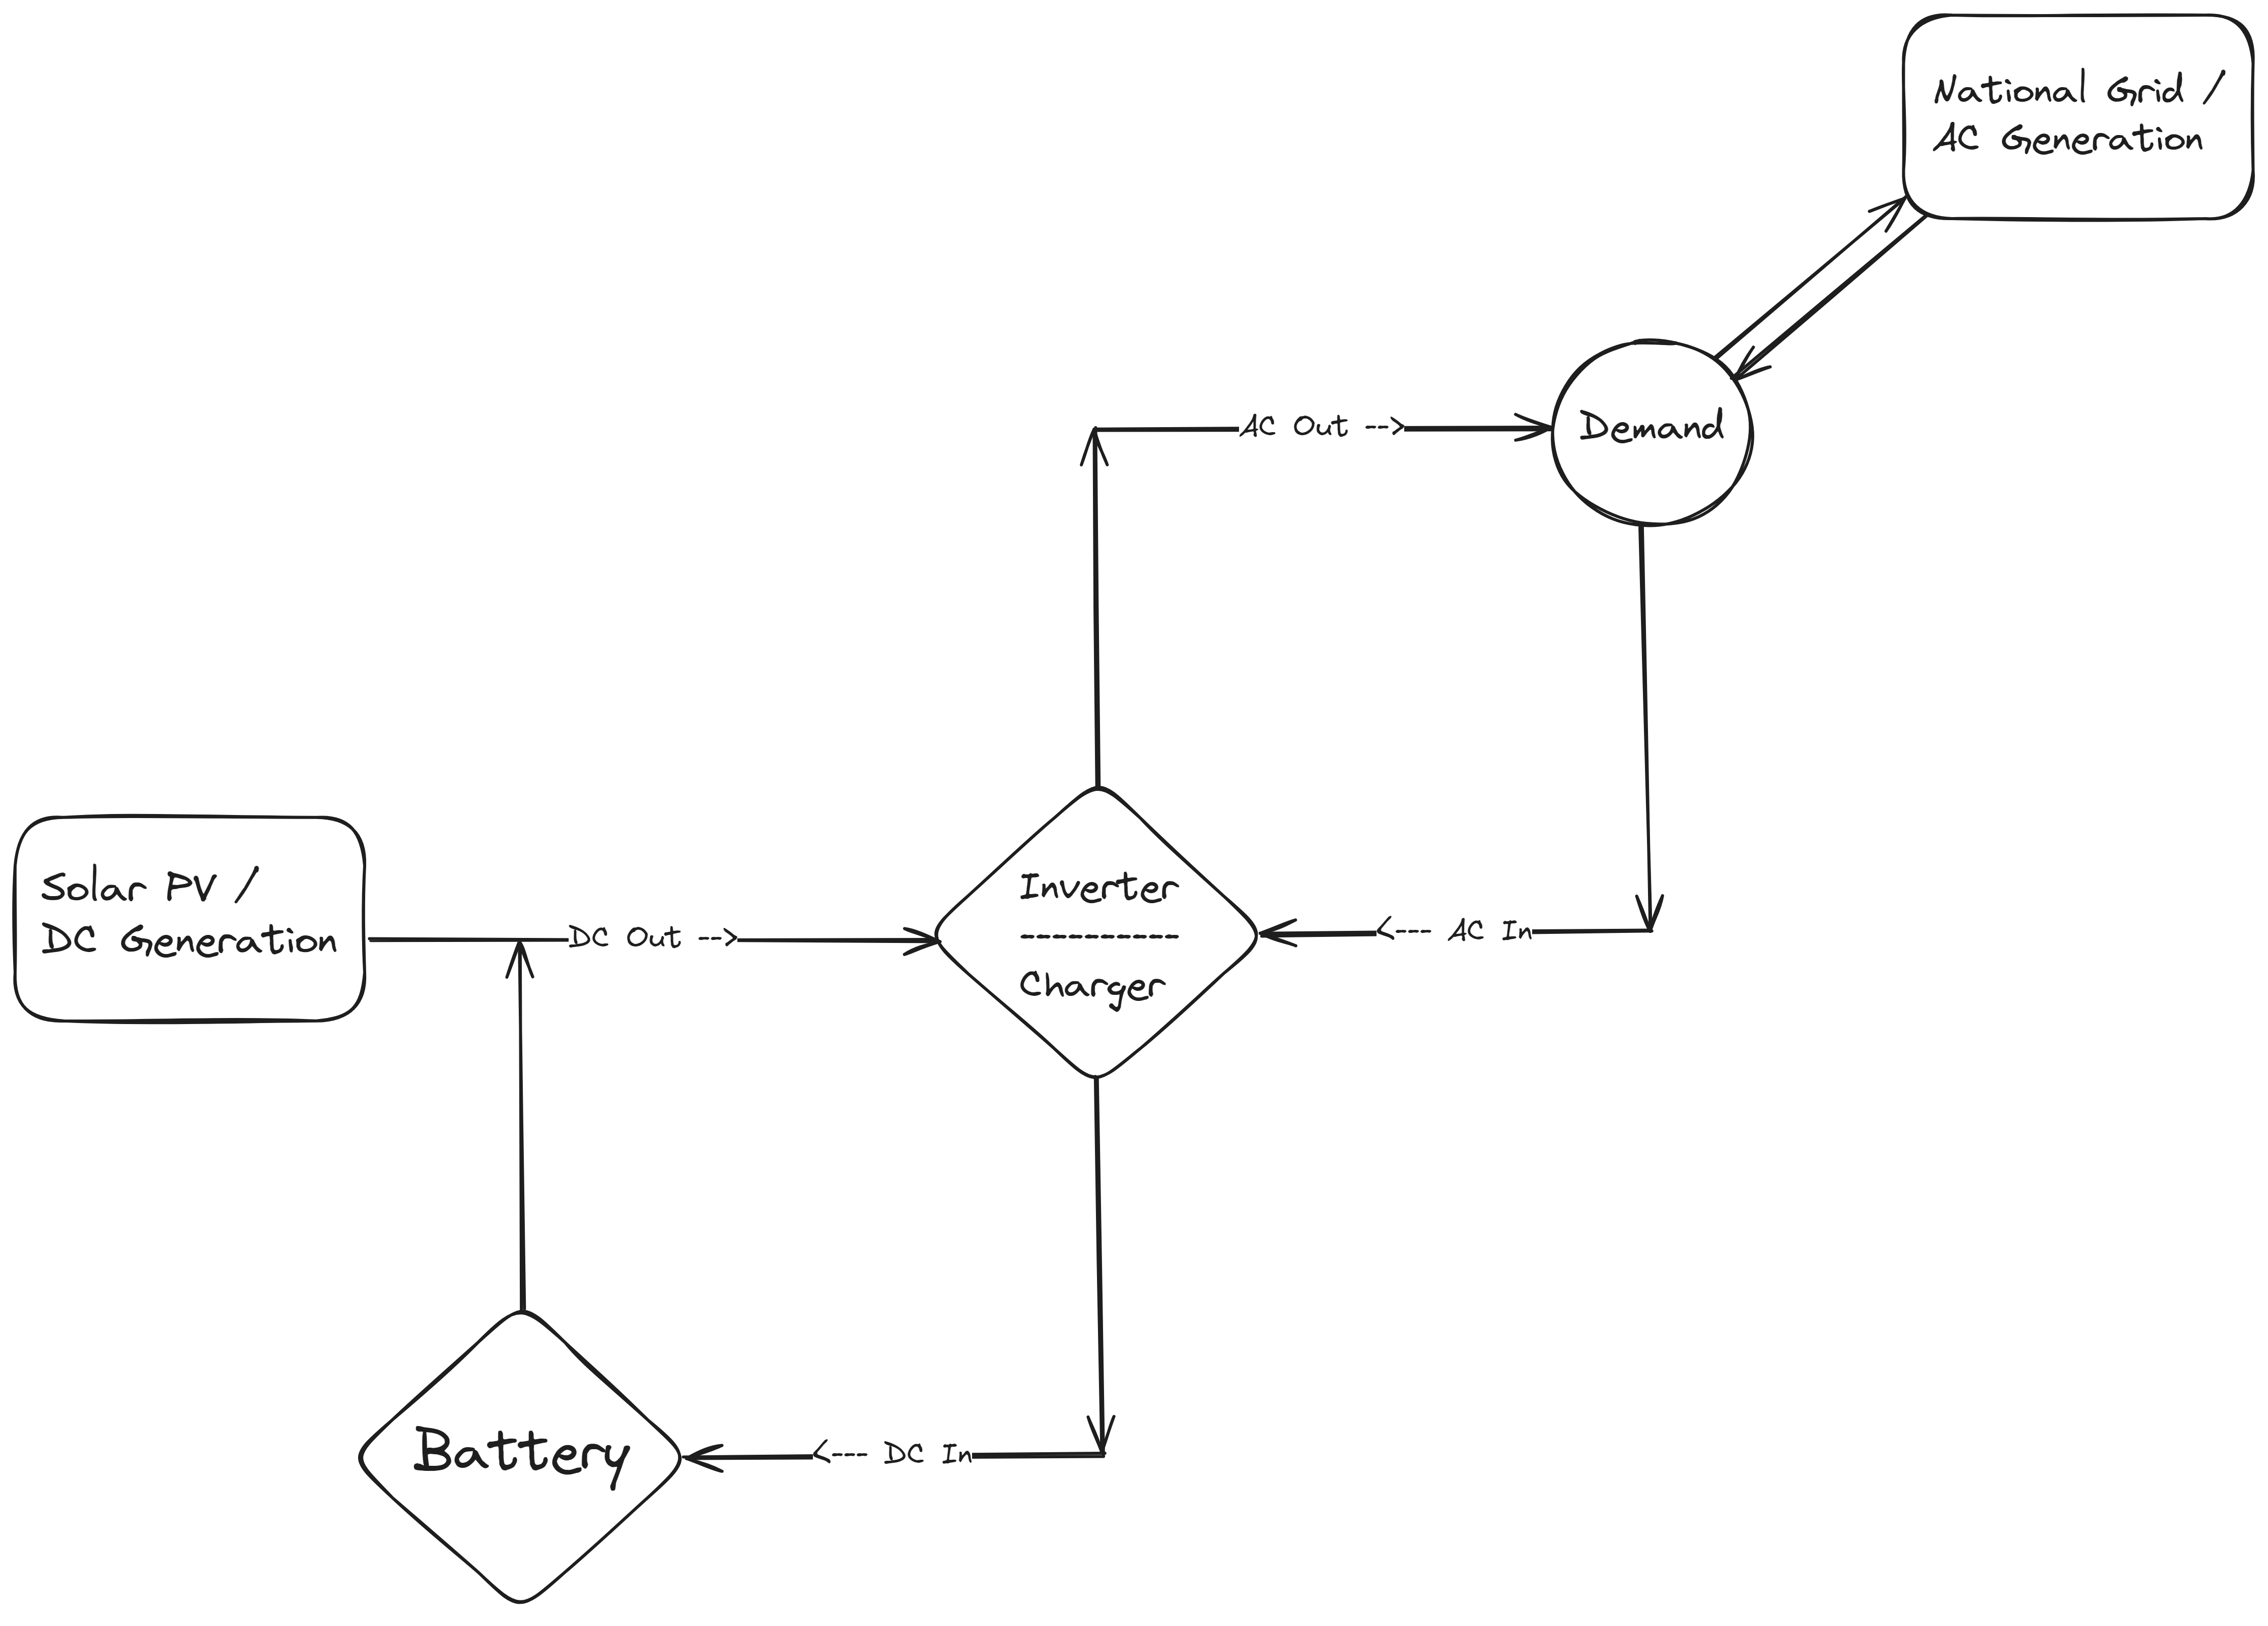 National Grid /
AC Generation
AC Out -->
Demand
Solar PV /
DC Generation
DC Out -->
Inverter
----------
Charger
<--- AC In
Battery
<--- DC In